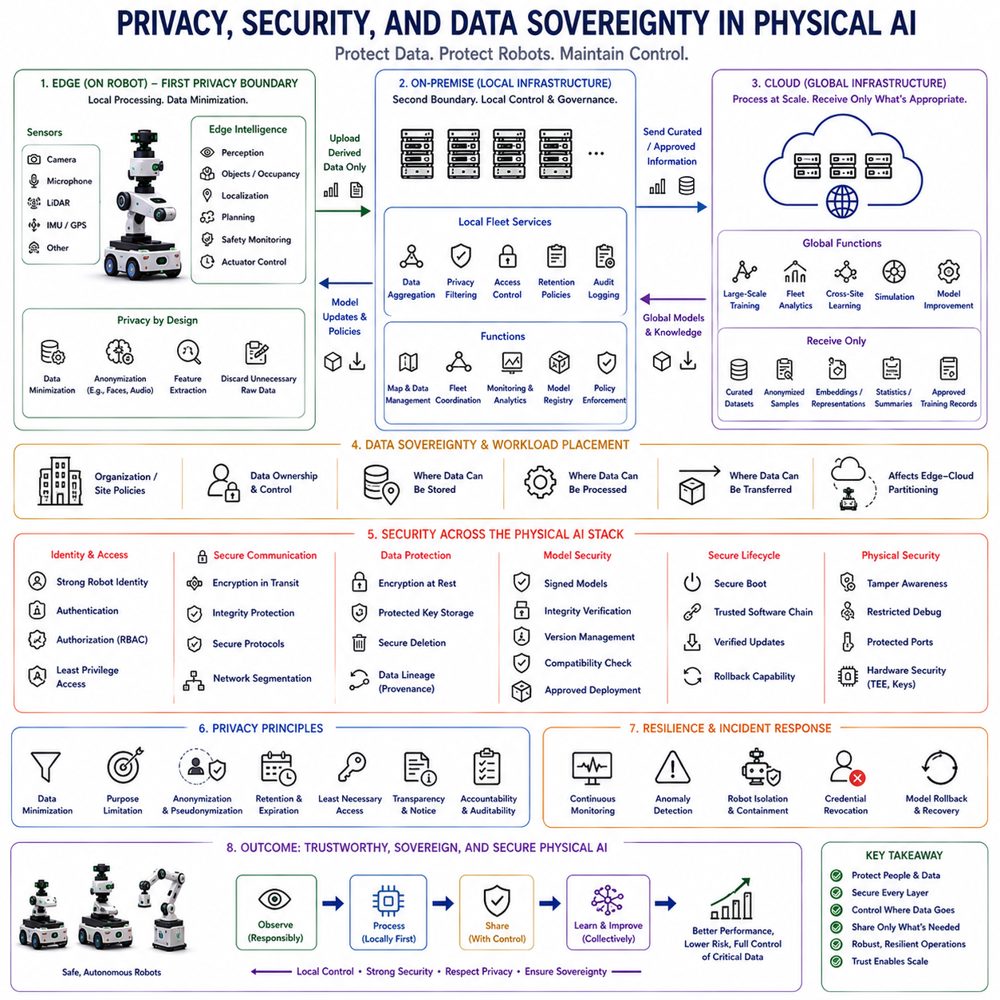 PRIVACY, SECURITY, AND DATA SOVEREIGNTY IN PHYSICAL AI
Protect Data. Protect Robots. Maintain Control.
1. EDGE (ON ROBOT) – FIRST PRIVACY BOUNDARY
Local Processing. Data Minimization.
Sensors
Camera
Microphone
LiDAR
IMU / GPS
Other
Edge Intelligence
Perception
Objects / Occupancy
Localization
Planning
Safety Monitoring
Actuator Control
Privacy by Design
Data
Minimization
Anonymization
(E.g., Faces, Audio)
Feature
Extraction
Discard Unnecessary
Raw Data
Upload
Derived
Data Only
Model
Updates &
Policies
2. ON-PREMISE (LOCAL INFRASTRUCTURE)
Second Boundary. Local Control & Governance.
...
Local Fleet Services
Data
Aggregation
Privacy
Filtering
Access
Control
Retention
Policies
Audit
Logging
Functions
Map & Data
Management
Fleet
Coordination
Monitoring &
Analytics
Model
Registry
Policy
Enforcement
Send Curated
/ Approved
Information
Global Models
& Knowledge
3. CLOUD (GLOBAL INFRASTRUCTURE)
Process at Scale. Receive Only What's Appropriate.
Global Functions
Large-Scale
Training
Fleet
Analytics
Cross-Site
Learning
Simulation
Model
Improvement
Receive Only
Curated
Datasets
Anonymized
Samples
Embeddings /
Representations
Statistics /
Summaries
Approved
Training Records
4. DATA SOVEREIGNTY & WORKLOAD PLACEMENT
Organization /
Site Policies
Data Ownership
& Control
Where Data Can
Be Stored
Where Data Can
Be Processed
Where Data Can
Be Transferred
Affects Edge–Cloud
Partitioning
5. SECURITY ACROSS THE PHYSICAL AI STACK
Identity & Access
Strong Robot Identity
Authentication
Authorization (RBAC)
Least Privilege
Access
Secure Communication
Encryption in Transit
Integrity Protection
Secure Protocols
Network Segmentation
Data Protection
Encryption at Rest
Protected Key Storage
Secure Deletion
Data Lineage
(Provenance)
Model Security
Signed Models
Integrity Verification
Version Management
Compatibility Check
Approved Deployment
Secure Lifecycle
Secure Boot
Trusted Software Chain
Verified Updates
Rollback Capability
Physical Security
Tamper Awareness
Restricted Debug
Protected Ports
Hardware Security
(TEE, Keys)
6. PRIVACY PRINCIPLES
Data
Minimization
Purpose
Limitation
Anonymization
& Pseudonymization
Retention &
Expiration
Least Necessary
Access
Transparency
& Notice
Accountability
& Auditability
7. RESILIENCE & INCIDENT RESPONSE
Continuous
Monitoring
Anomaly
Detection
Robot Isolation
& Containment
Credential
Revocation
Model Rollback
& Recovery
8. OUTCOME: TRUSTWORTHY, SOVEREIGN, AND SECURE PHYSICAL AI
Safe, Autonomous Robots
Observe
(Responsibly)
Process
(Locally First)
Share
(With Control)
Learn & Improve
(Collectively)
Better Performance,
Lower Risk, Full Control
of Critical Data
Local Control • Strong Security • Respect Privacy • Ensure Sovereignty
KEY TAKEAWAY
Protect People & Data
Secure Every Layer
Control Where Data Goes
Share Only What's Needed
Robust, Resilient Operations
Trust Enables Scale